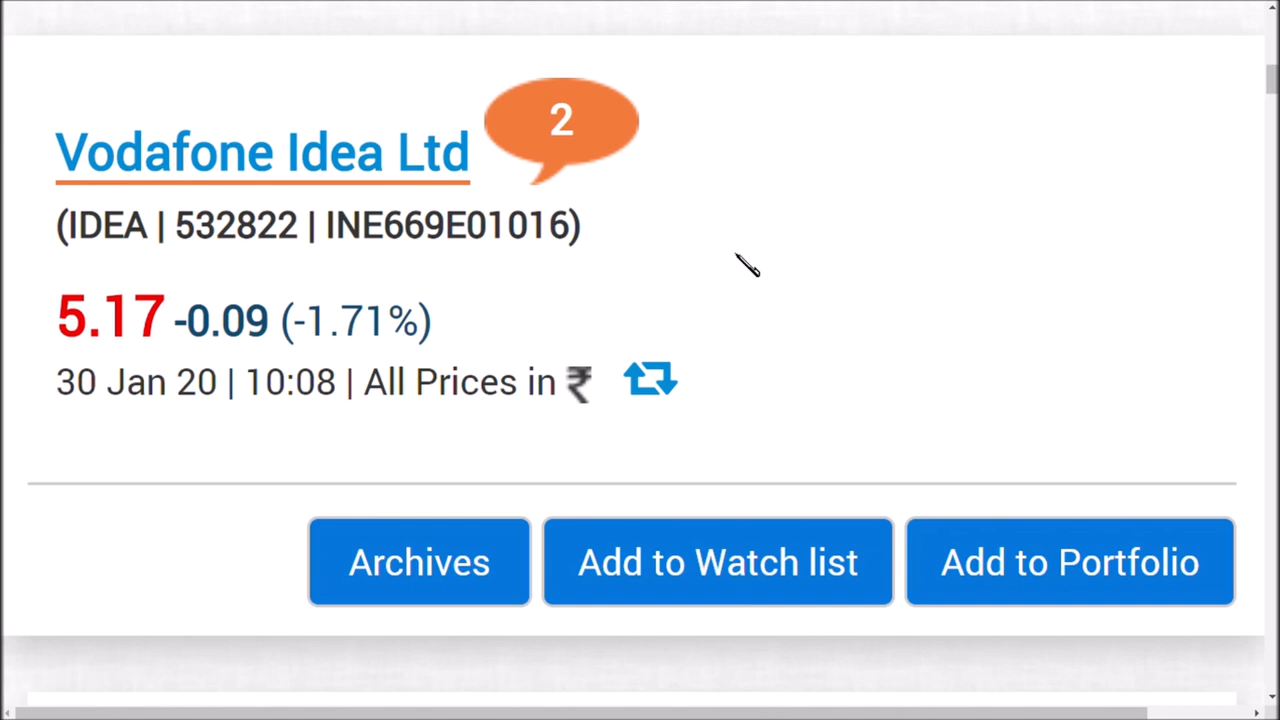 2
Vodafone Idea Ltd
(IDEA | 532822 | INE669E01016)
5.17 -0.09 (-1.71%)
30 Jan 20 | 10:08 | All Prices in ₹
Archives
Add to Watch list
Add to Portfolio